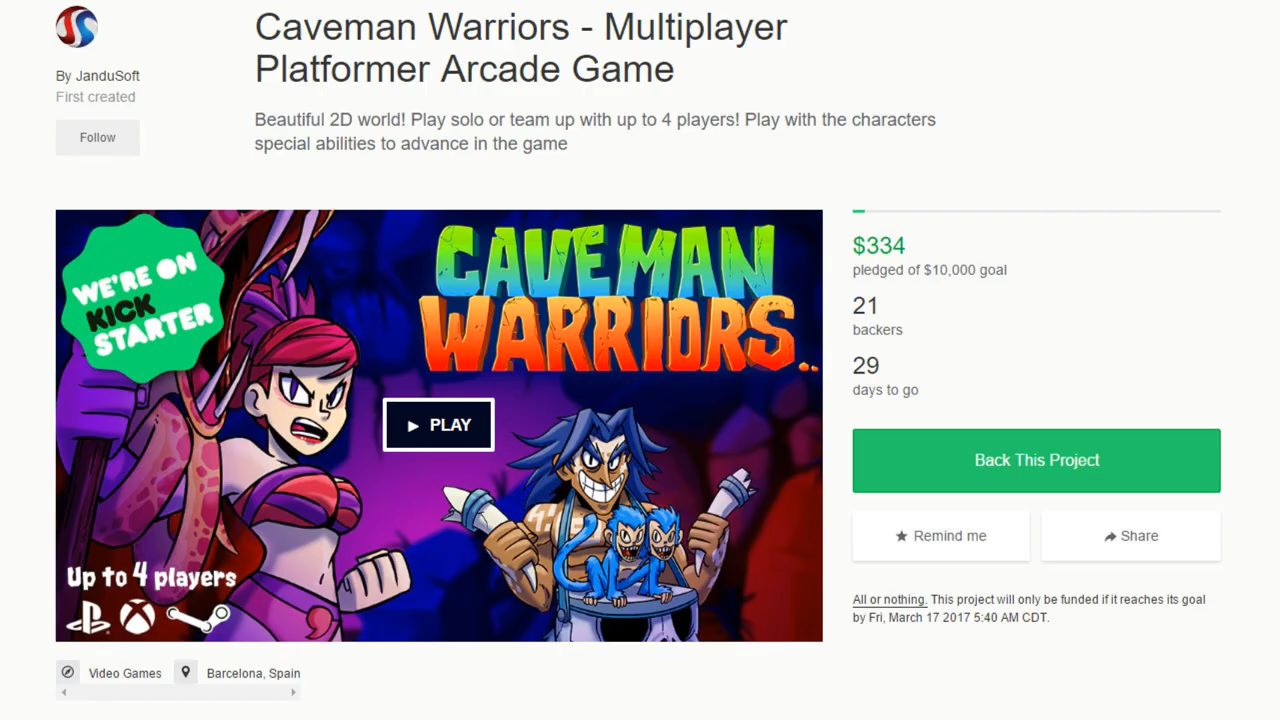 Caveman Warriors - Multiplayer
Platformer Arcade Game
By JanduSoft
First created
Follow
Beautiful 2D world! Play solo or team up with up to 4 players! Play with the characters
special abilities to advance in the game
WE'RE ON
KICK
STARTER
CAVEMAN
WARRIORS
PLAY
Up to 4 players
$334
pledged of $10,000 goal
21
backers
29
days to go
Back This Project
Remind me
Share
All or nothing. This project will only be funded if it reaches its goal
by Fri, March 17 2017 5:40 AM CDT.
Video Games
Barcelona, Spain